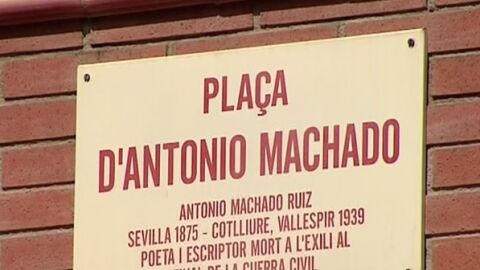 PLAÇA
D'ANTONIO MACHADO
ANTONIO MACHADO RUIZ
SEVILLA 1875 - COTLLIURE, VALLESPIR 1939
POETA I ESCRIPTOR MORT A L'EXILI AL
FINAL DE LA GUERRA CIVIL